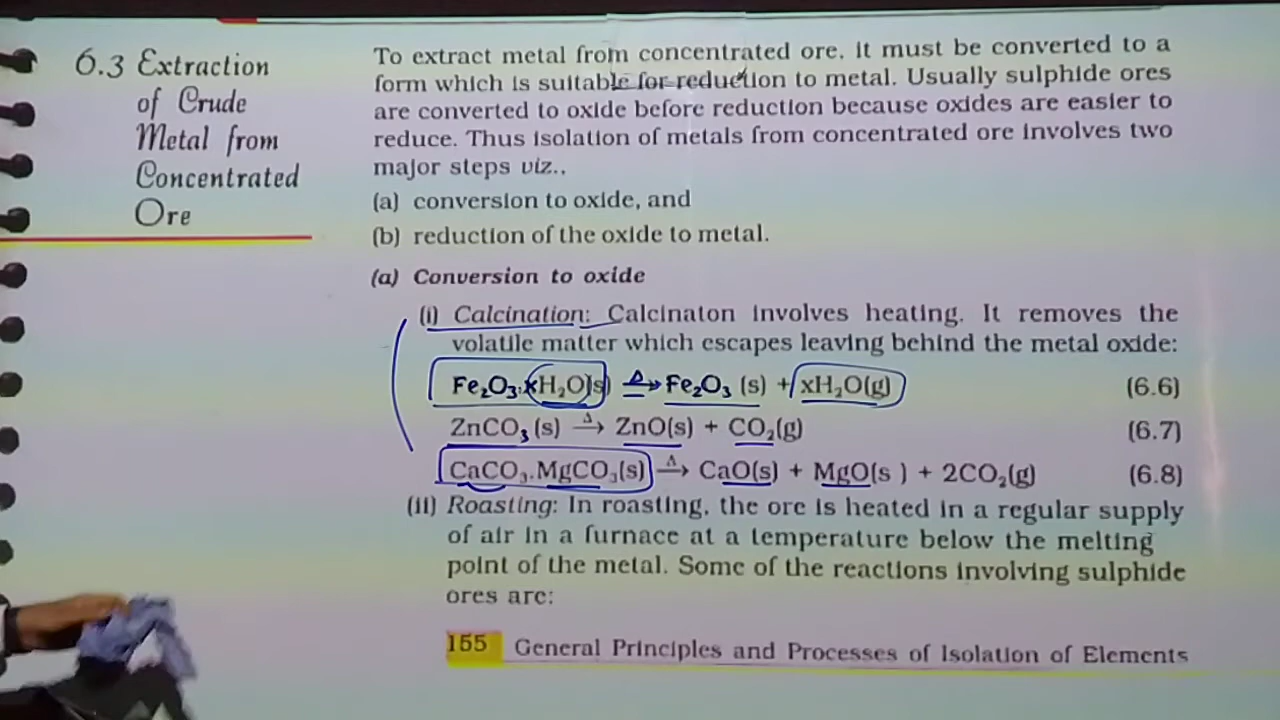 6.3 Extraction
of Crude
Metal from
Concentrated
Ore
To extract metal from concentrated ore, it must be converted to a
form which is suitable for reduction to metal. Usually sulphide ores
are converted to oxide before reduction because oxides are easier to
reduce. Thus isolation of metals from concentrated ore involves two
major steps viz.,
(a) conversion to oxide, and
(b) reduction of the oxide to metal.
(a) Conversion to oxide
(i) Calcination: Calcinaton involves heating. It removes the
volatile matter which escapes leaving behind the metal oxide:
Fe₂O₃.xH₂O(s) Δ→ Fe₂O₃ (s) + xH₂O(g) (6.6)
ZnCO₃ (s) Δ→ ZnO(s) + CO₂(g) (6.7)
CaCO₃.MgCO₃(s) Δ→ CaO(s) + MgO(s ) + 2CO₂(g) (6.8)
(ii) Roasting: In roasting, the ore is heated in a regular supply
of air in a furnace at a temperature below the melting
point of the metal. Some of the reactions involving sulphide
ores are:
155 General Principles and Processes of Isolation of Elements